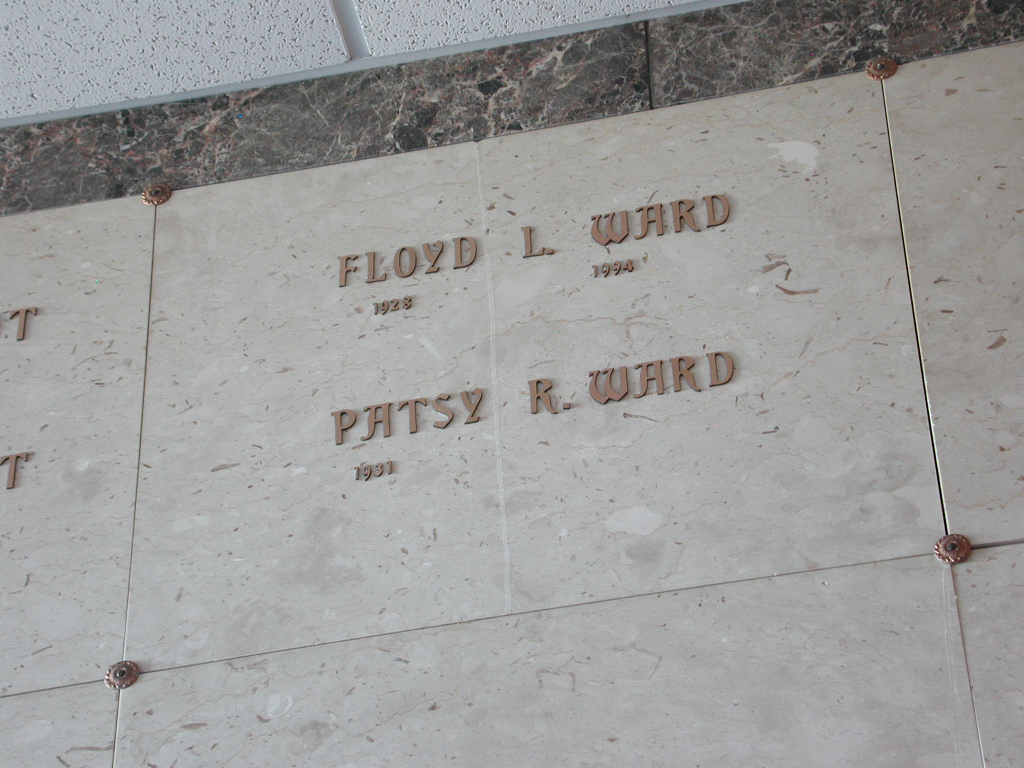 FLOYD L. WARD
1928 1994
PATSY R. WARD
1931
T
T